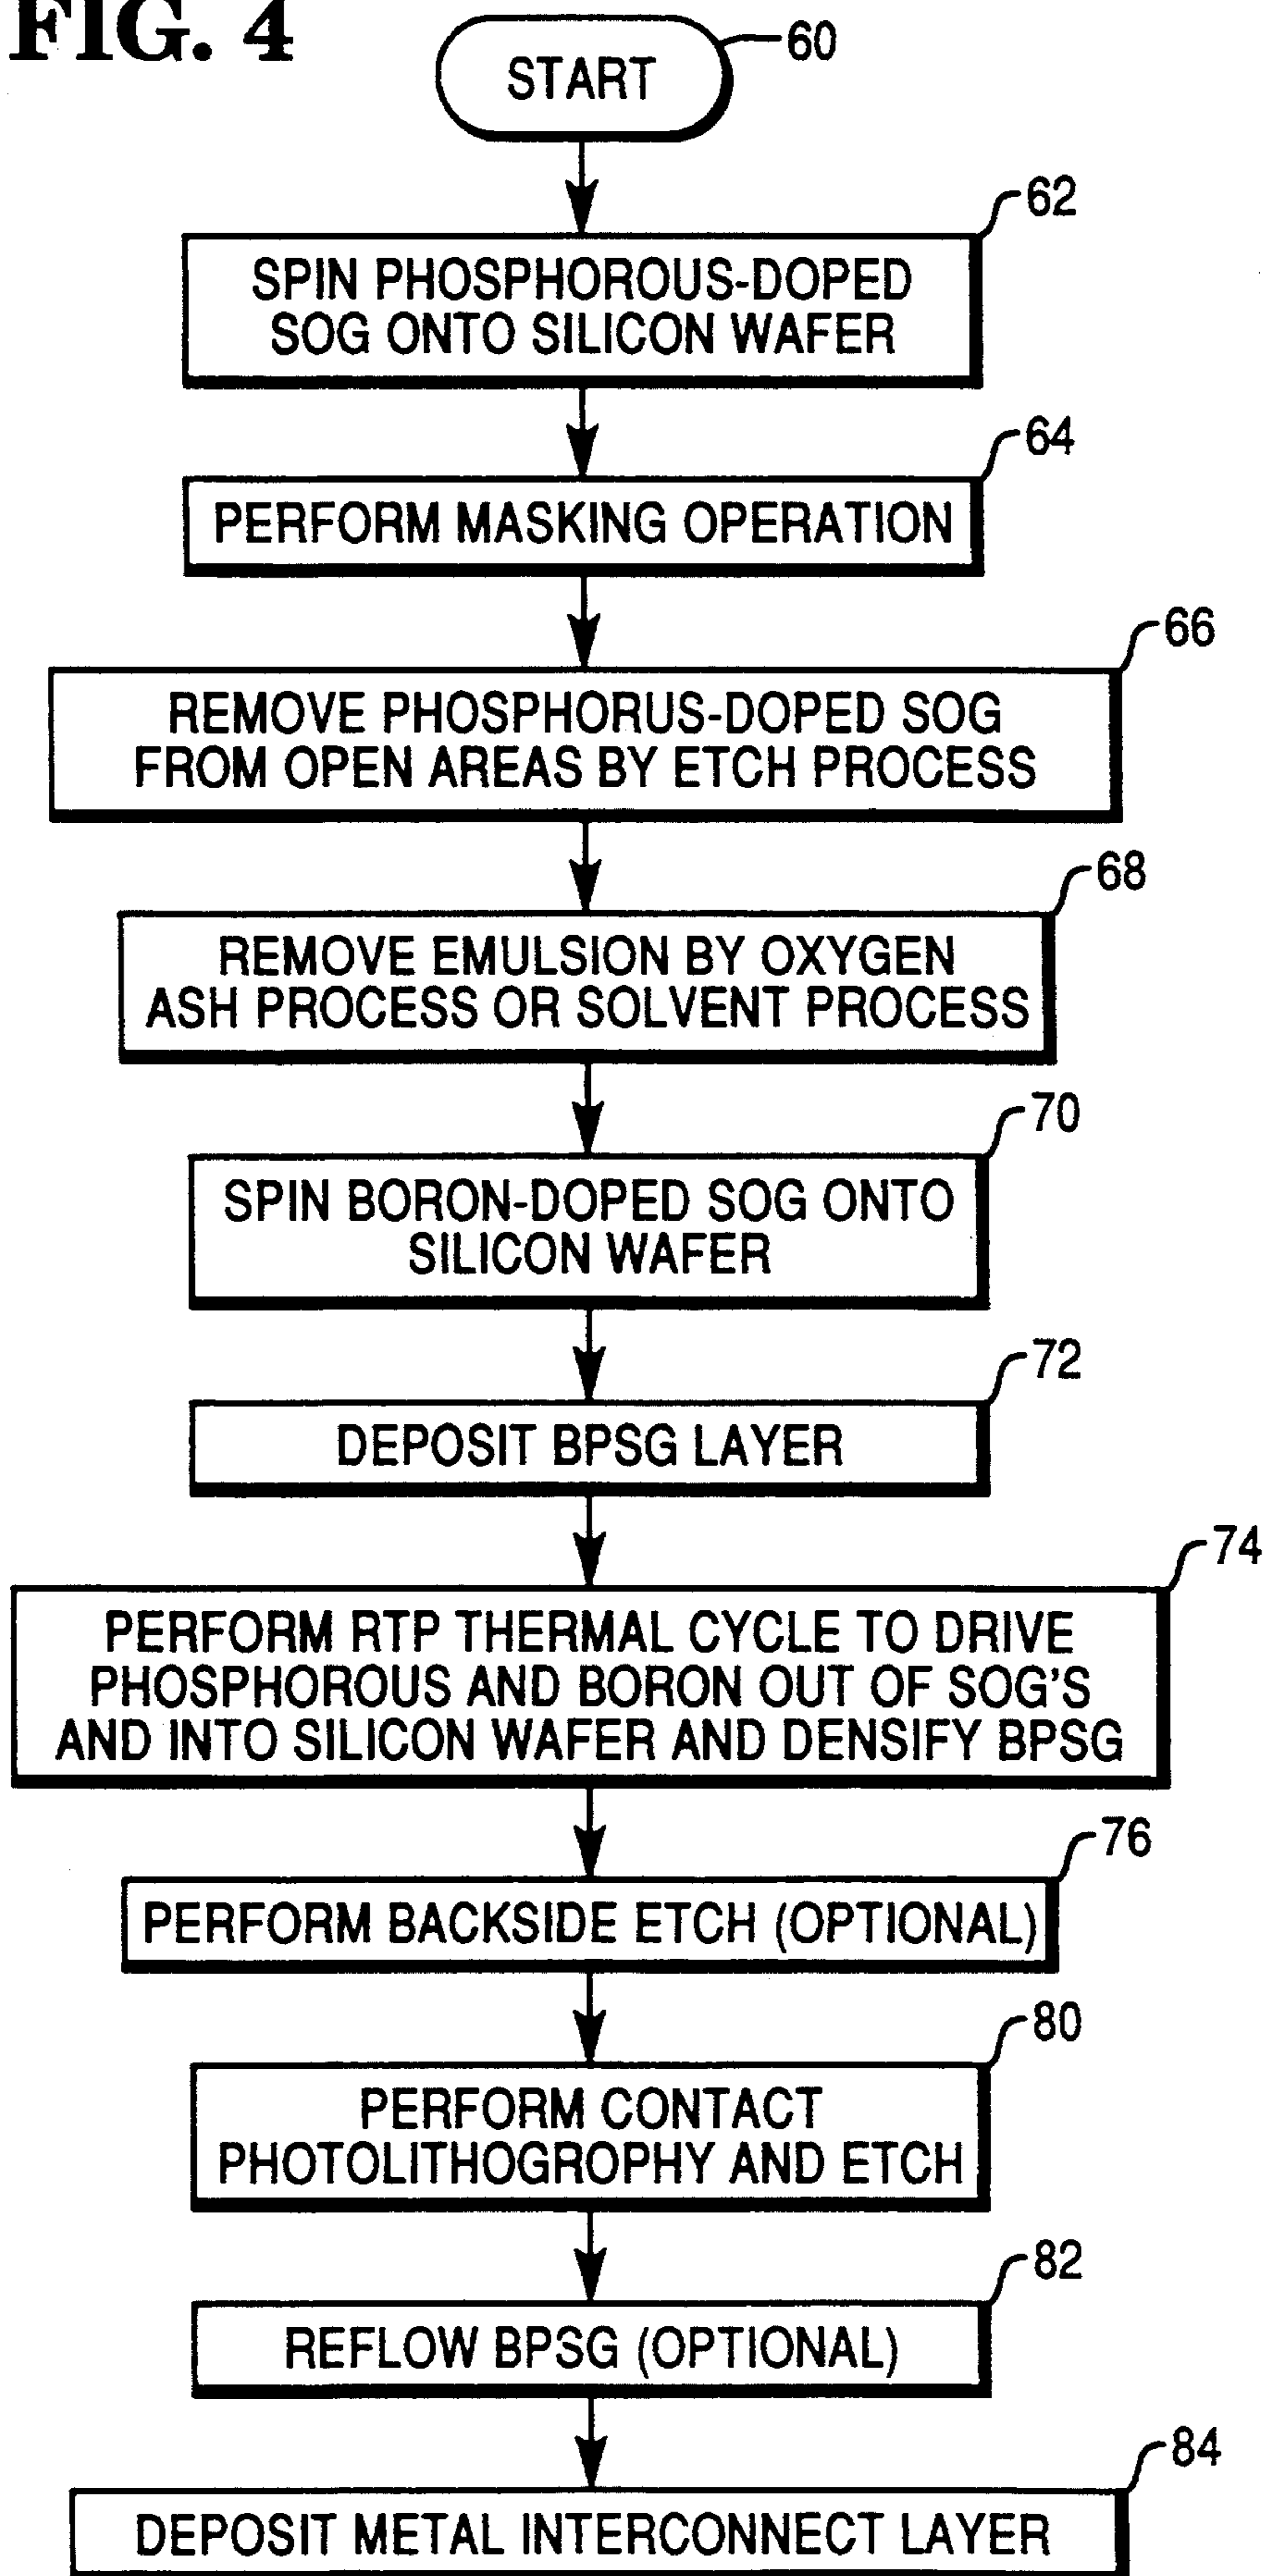 FIG. 4
START
60
62
SPIN PHOSPHOROUS-DOPED
SOG ONTO SILICON WAFER
64
PERFORM MASKING OPERATION
66
REMOVE PHOSPHORUS-DOPED SOG
FROM OPEN AREAS BY ETCH PROCESS
68
REMOVE EMULSION BY OXYGEN
ASH PROCESS OR SOLVENT PROCESS
70
SPIN BORON-DOPED SOG ONTO
SILICON WAFER
72
DEPOSIT BPSG LAYER
74
PERFORM RTP THERMAL CYCLE TO DRIVE
PHOSPHOROUS AND BORON OUT OF SOG'S
AND INTO SILICON WAFER AND DENSIFY BPSG
76
PERFORM BACKSIDE ETCH (OPTIONAL)
80
PERFORM CONTACT
PHOTOLITHOGROPHY AND ETCH
82
REFLOW BPSG (OPTIONAL)
84
DEPOSIT METAL INTERCONNECT LAYER